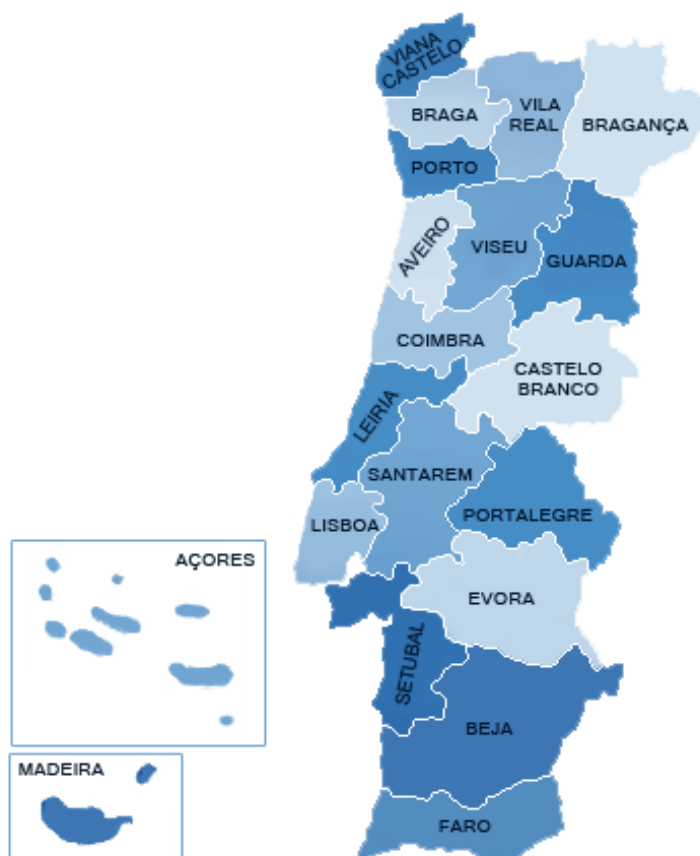 VIANA
CASTELO
BRAGA
VILA
REAL
BRAGANÇA
PORTO
AVEIRO
VISEU
GUARDA
COIMBRA
CASTELO
BRANCO
LEIRIA
SANTAREM
LISBOA
PORTALEGRE
AÇORES
EVORA
SETUBAL
BEJA
MADEIRA
FARO